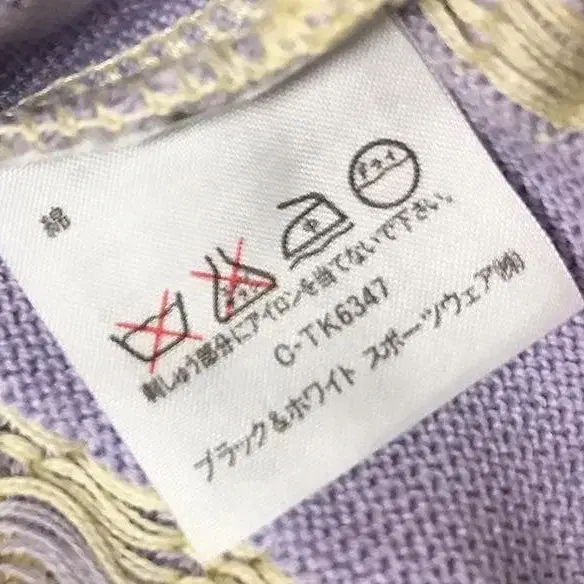 綿
ドライ
中
刺しゅう部分にアイロンを当てないで下さい。
C-TK6347
ブラック&ホワイト スポーツウェア(株)